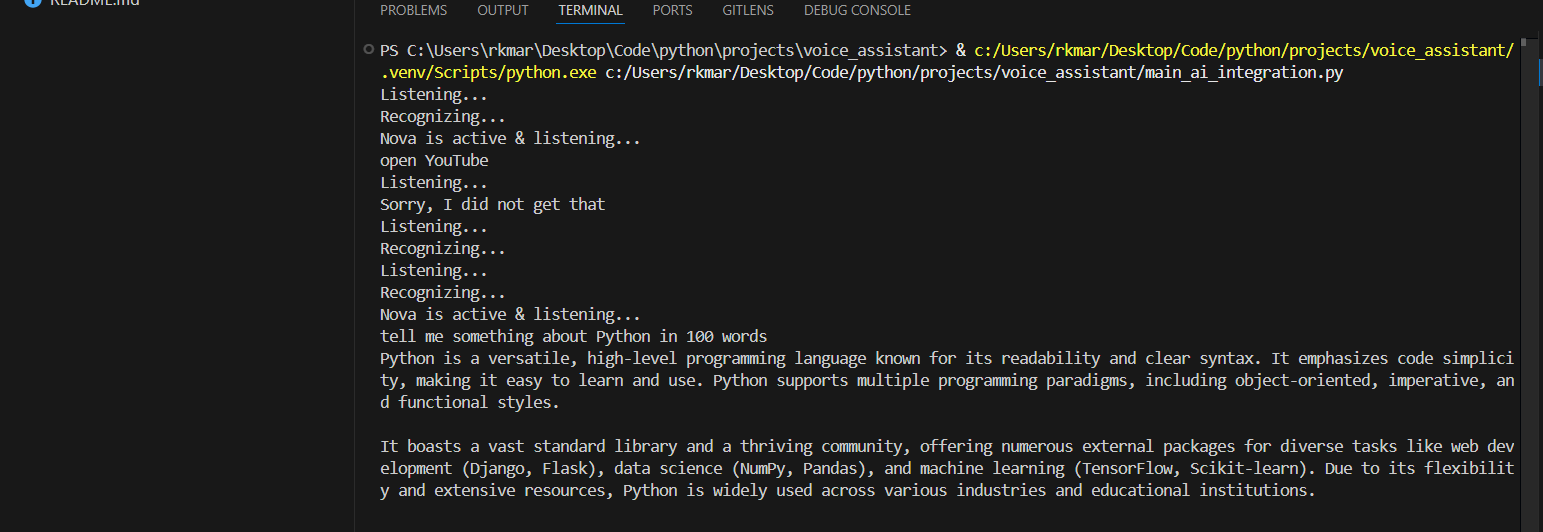 README.md
PROBLEMS OUTPUT TERMINAL PORTS GITLENS DEBUG CONSOLE
PS C:\Users\rkmar\Desktop\Code\python\projects\voice_assistant> & c:/Users/rkmar/Desktop/Code/python/projects/voice_assistant/
.venv/Scripts/python.exe c:/Users/rkmar/Desktop/Code/python/projects/voice_assistant/main_ai_integration.py
Listening...
Recognizing...
Nova is active & listening...
open YouTube
Listening...
Sorry, I did not get that
Listening...
Recognizing...
Listening...
Recognizing...
Nova is active & listening...
tell me something about Python in 100 words
Python is a versatile, high-level programming language known for its readability and clear syntax. It emphasizes code simplici
ty, making it easy to learn and use. Python supports multiple programming paradigms, including object-oriented, imperative, an
d functional styles.
It boasts a vast standard library and a thriving community, offering numerous external packages for diverse tasks like web dev
elopment (Django, Flask), data science (NumPy, Pandas), and machine learning (TensorFlow, Scikit-learn). Due to its flexibilit
y and extensive resources, Python is widely used across various industries and educational institutions.